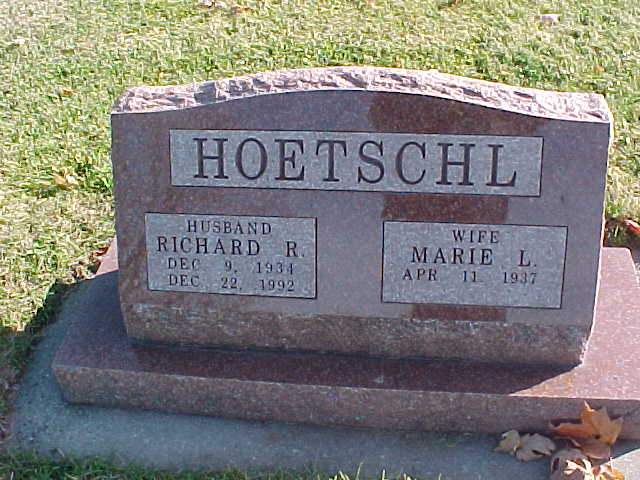 HOETSCHL
HUSBAND
RICHARD R.
DEC 9, 1934
DEC 22, 1992
WIFE
MARIE L.
APR 11 1937